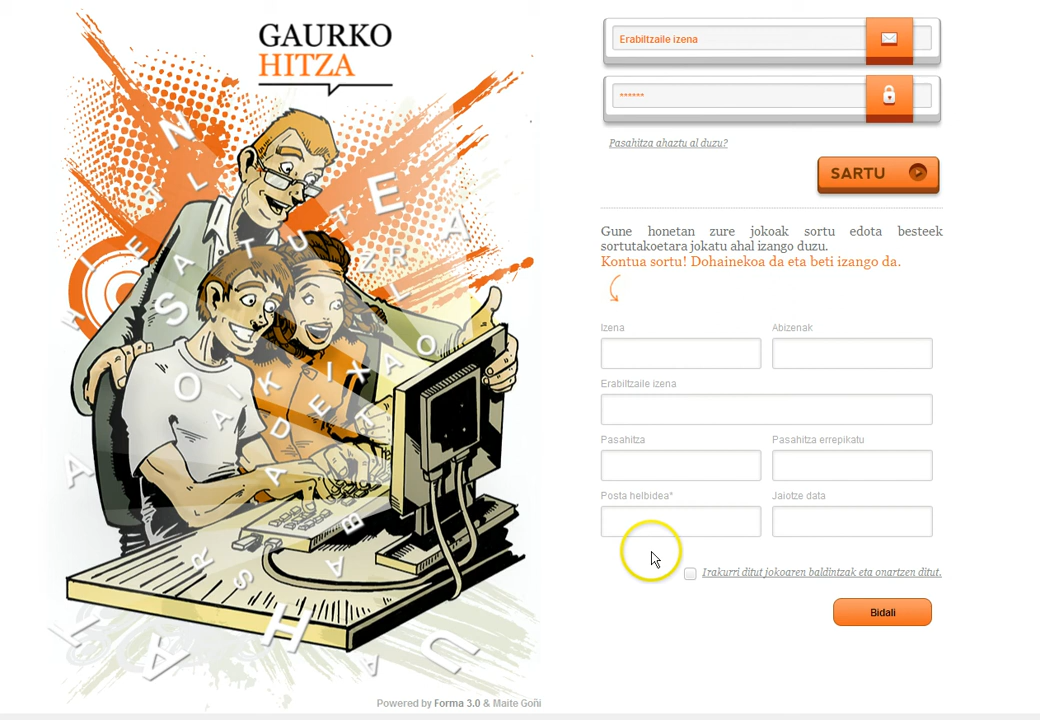 GAURKO
HITZA
Erabiltzaile izena
******
Pasahitza ahaztu al duzu?
SARTU
Gune honetan zure jokoak sortu edota besteek
sortutakoetara jokatu ahal izango duzu.
Kontua sortu! Dohainekoa da eta beti izango da.
Izena
Abizenak
Erabiltzaile izena
Pasahitza
Pasahitza errepikatu
Posta helbidea*
Jaiotze data
Irakurri ditut jokoaren baldintzak eta onartzen ditut.
Bidali
Powered by Forma 3.0 & Maite Goñi